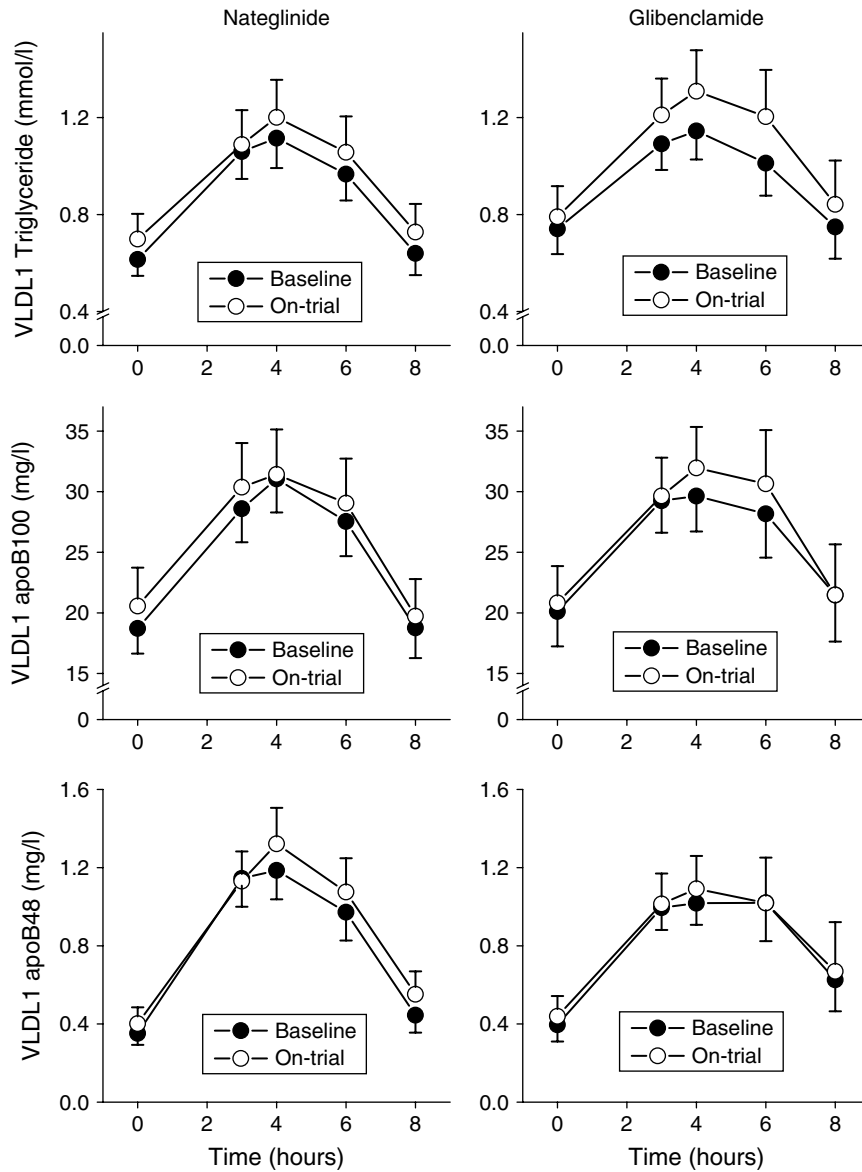 Nateglinide
Glibenclamide
VLDL1 Triglyceride (mmol/l)
1.2
0.8
0.4
0.0
0 2 4 6 8
Baseline
On-trial
1.2
0.8
0.4
0.0
0 2 4 6 8
Baseline
On-trial
VLDL1 apoB100 (mg/l)
35
30
25
20
15
0
0 2 4 6 8
Baseline
On-trial
35
30
25
20
15
0
0 2 4 6 8
Baseline
On-trial
VLDL1 apoB48 (mg/l)
1.6
1.2
0.8
0.4
0.0
0 2 4 6 8
Baseline
On-trial
Time (hours)
1.6
1.2
0.8
0.4
0.0
0 2 4 6 8
Baseline
On-trial
Time (hours)